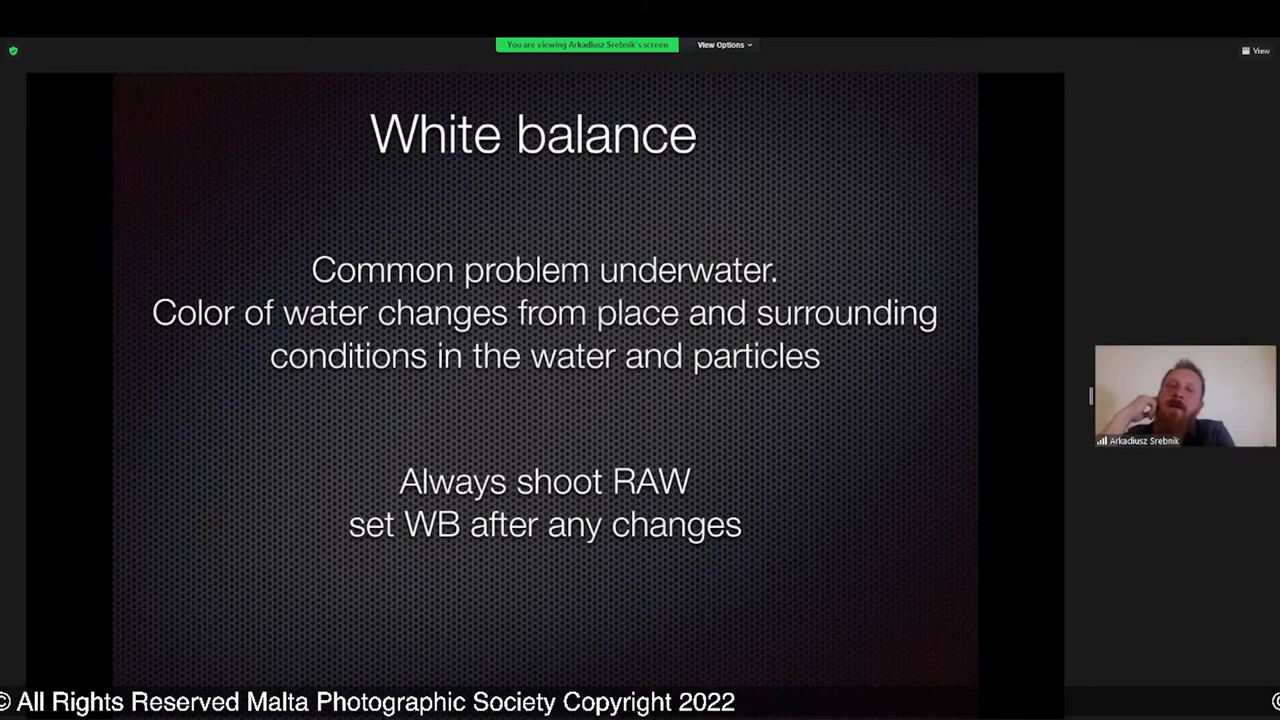 You are viewing Arkadiusz Srebnik's screen
View Options
View
White balance
Common problem underwater.
Color of water changes from place and surrounding
conditions in the water and particles
Always shoot RAW
set WB after any changes
Arkadiusz Srebnik
© All Rights Reserved Malta Photographic Society Copyright 2022
©